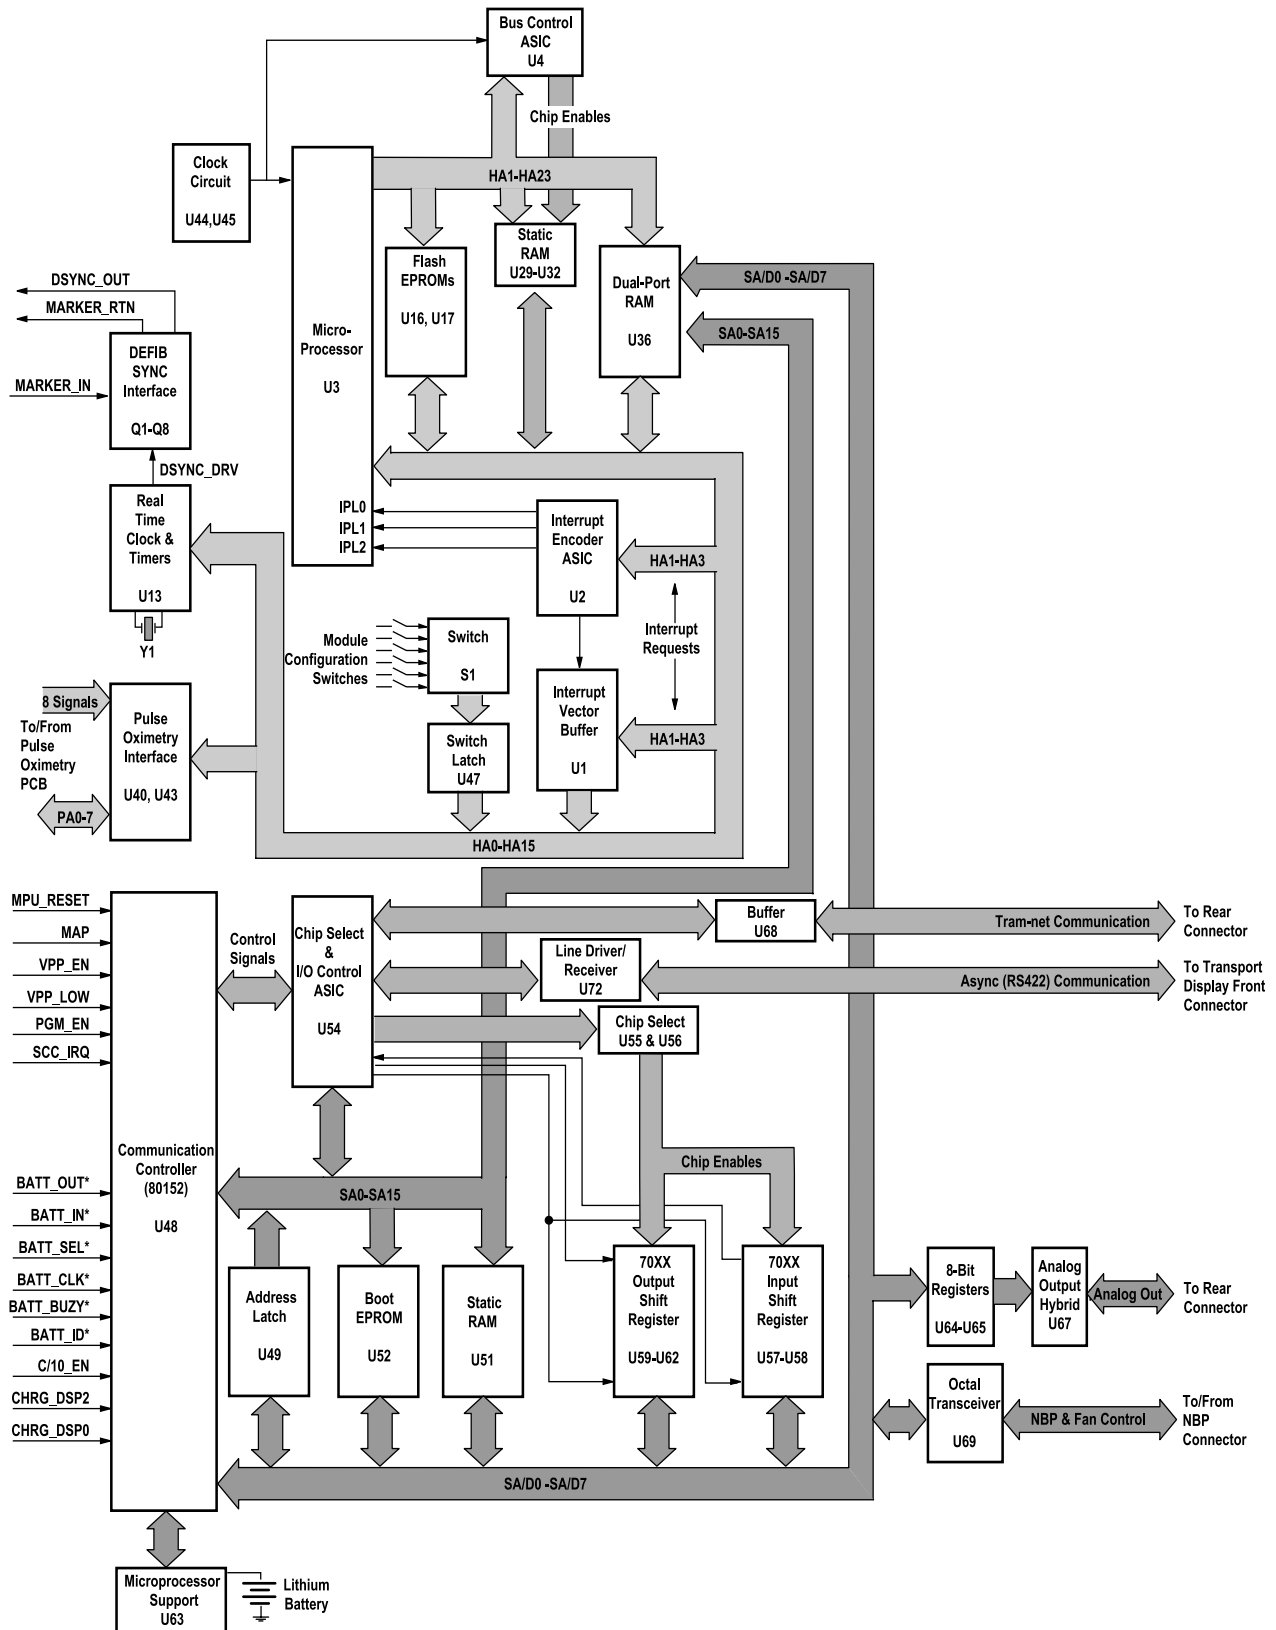 Bus Control
ASIC
U4
Chip Enables
Clock
Circuit
U44,U45
HA1-HA23
Micro-
Processor
U3
Flash
EPROMs
U16, U17
Static
RAM
U29-U32
Dual-Port
RAM
U36
SA/D0 -SA/D7
SA0-SA15
DSYNC_OUT
MARKER_RTN
MARKER_IN
DEFIB
SYNC
Interface
Q1-Q8
DSYNC_DRV
Real
Time
Clock &
Timers
U13
Y1
IPL0
IPL1
IPL2
Interrupt
Encoder
ASIC
U2
HA1-HA3
Interrupt
Requests
Module
Configuration
Switches
Switch
S1
Switch
Latch
U47
Interrupt
Vector
Buffer
U1
HA1-HA3
8 Signals
To/From
Pulse
Oximetry
PCB
PA0-7
Pulse
Oximetry
Interface
U40, U43
HA0-HA15
MPU_RESET
MAP
VPP_EN
VPP_LOW
PGM_EN
SCC_IRQ
BATT_OUT*
BATT_IN*
BATT_SEL*
BATT_CLK*
BATT_BUZY*
BATT_ID*
C/10_EN
CHRG_DSP2
CHRG_DSP0
Communication
Controller
(80152)
U48
Control
Signals
Chip Select
&
I/O Control
ASIC
U54
Buffer
U68
Tram-net Communication
To Rear
Connector
Line Driver/
Receiver
U72
Async (RS422) Communication
To Transport
Display Front
Connector
Chip Select
U55 & U56
Chip Enables
SA0-SA15
Address
Latch
U49
Boot
EPROM
U52
Static
RAM
U51
70XX
Output
Shift
Register
U59-U62
70XX
Input
Shift
Register
U57-U58
8-Bit
Registers
U64-U65
Analog
Output
Hybrid
U67
Analog Out
To Rear
Connector
Octal
Transceiver
U69
NBP & Fan Control
To/From
NBP
Connector
SA/D0 -SA/D7
Microprocessor
Support
U63
Lithium
Battery